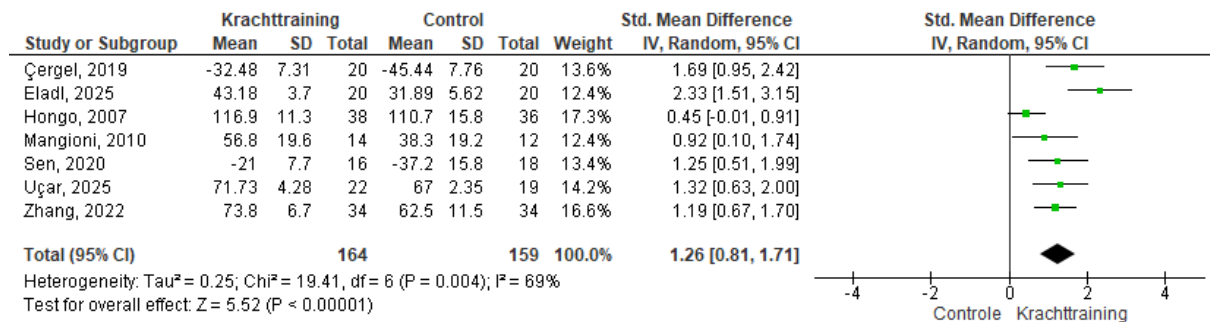 Krachttraining Control Std. Mean Difference Std. Mean Difference
Study or Subgroup Mean SD Total Mean SD Total Weight IV, Random, 95% CI IV, Random, 95% CI
Çergel, 2019 -32.48 7.31 20 -45.44 7.76 20 13.6% 1.69 [0.95, 2.42]
Eladl, 2025 43.18 3.7 20 31.89 5.62 20 12.4% 2.33 [1.51, 3.15]
Hongo, 2007 116.9 11.3 38 110.7 15.8 36 17.3% 0.45 [-0.01, 0.91]
Mangioni, 2010 56.8 19.6 14 38.3 19.2 12 12.4% 0.92 [0.10, 1.74]
Sen, 2020 -21 7.7 16 -37.2 15.8 18 13.4% 1.25 [0.51, 1.99]
Uçar, 2025 71.73 4.28 22 67 2.35 19 14.2% 1.32 [0.63, 2.00]
Zhang, 2022 73.8 6.7 34 62.5 11.5 34 16.6% 1.19 [0.67, 1.70]
Total (95% CI) 164 159 100.0% 1.26 [0.81, 1.71]
Heterogeneity: Tau² = 0.25; Chi² = 19.41, df = 6 (P = 0.004); I² = 69%
Test for overall effect: Z = 5.52 (P < 0.00001)
-4 -2 0 2 4
Controle Krachttraining